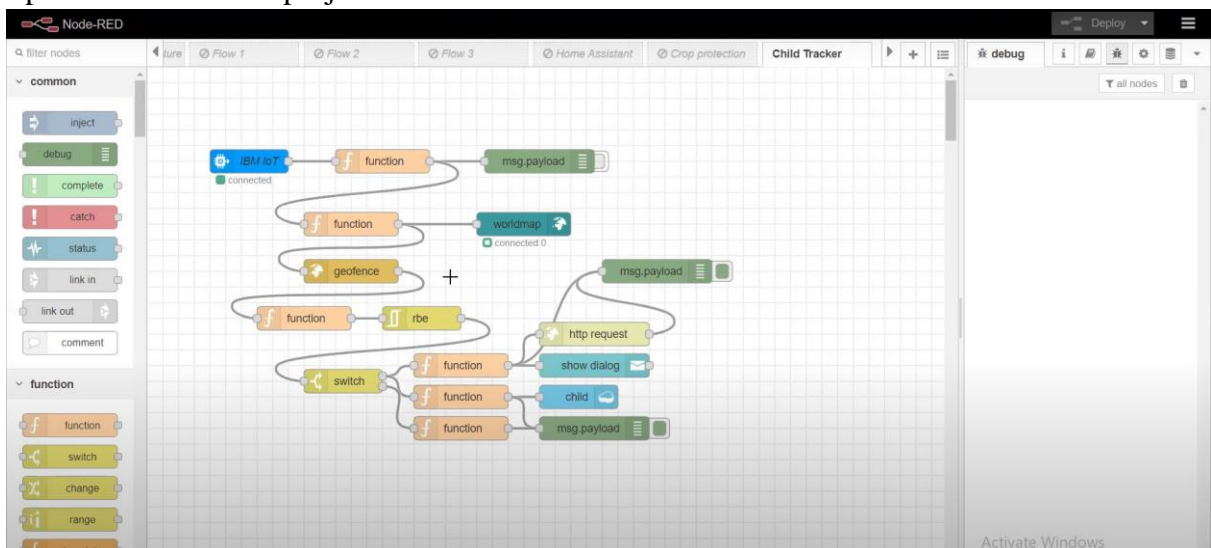 Node-RED
Deploy
filter nodes
ture
Flow 1
Flow 2
Flow 3
Home Assistant
Crop protection
Child Tracker
debug
i
all nodes
common
inject
debug
complete
catch
status
link in
link out
comment
function
function
switch
change
range
IBM IoT
connected
function
msg.payload
function
worldmap
connected 0
geofence
msg.payload
function
rbe
http request
function
show dialog
switch
function
child
function
msg.payload
Activate Windows